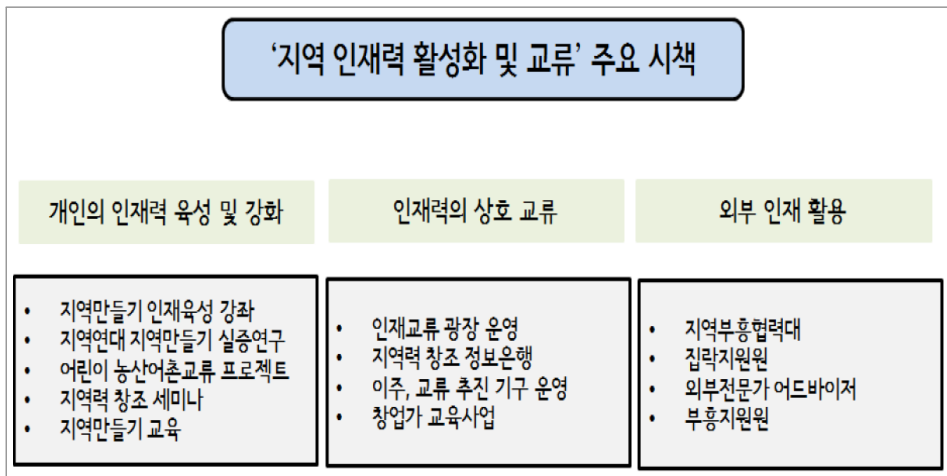 ‘지역 인재력 활성화 및 교류’ 주요 시책
개인의 인재력 육성 및 강화
• 지역만들기 인재육성 강좌
• 지역연대 지역만들기 실증연구
• 어린이 농산어촌교류 프로젝트
• 지역력 창조 세미나
• 지역만들기 교육
인재력의 상호 교류
• 인재교류 광장 운영
• 지역력 창조 정보은행
• 이주, 교류 추진 기구 운영
• 창업가 교육사업
외부 인재 활용
• 지역부흥협력대
• 집락지원원
• 외부전문가 어드바이저
• 부흥지원원